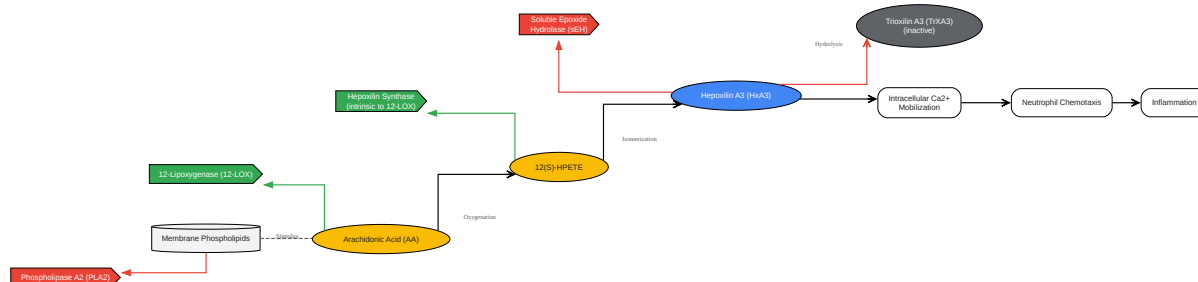 Soluble Epoxide
Hydrolase (sEH)
Trioxilin A3 (TrXA3)
(inactive)
Hydrolysis
Hepoxilin Synthase
(intrinsic to 12-LOX)
Hepoxilin A3 (HxA3)
Intracellular Ca2+
Mobilization
Neutrophil Chemotaxis
Inflammation
Isomerization
12-Lipoxygenase (12-LOX)
12(S)-HPETE
Oxygenation
Membrane Phospholipids
Stimulus
Arachidonic Acid (AA)
Phospholipase A2 (PLA2)